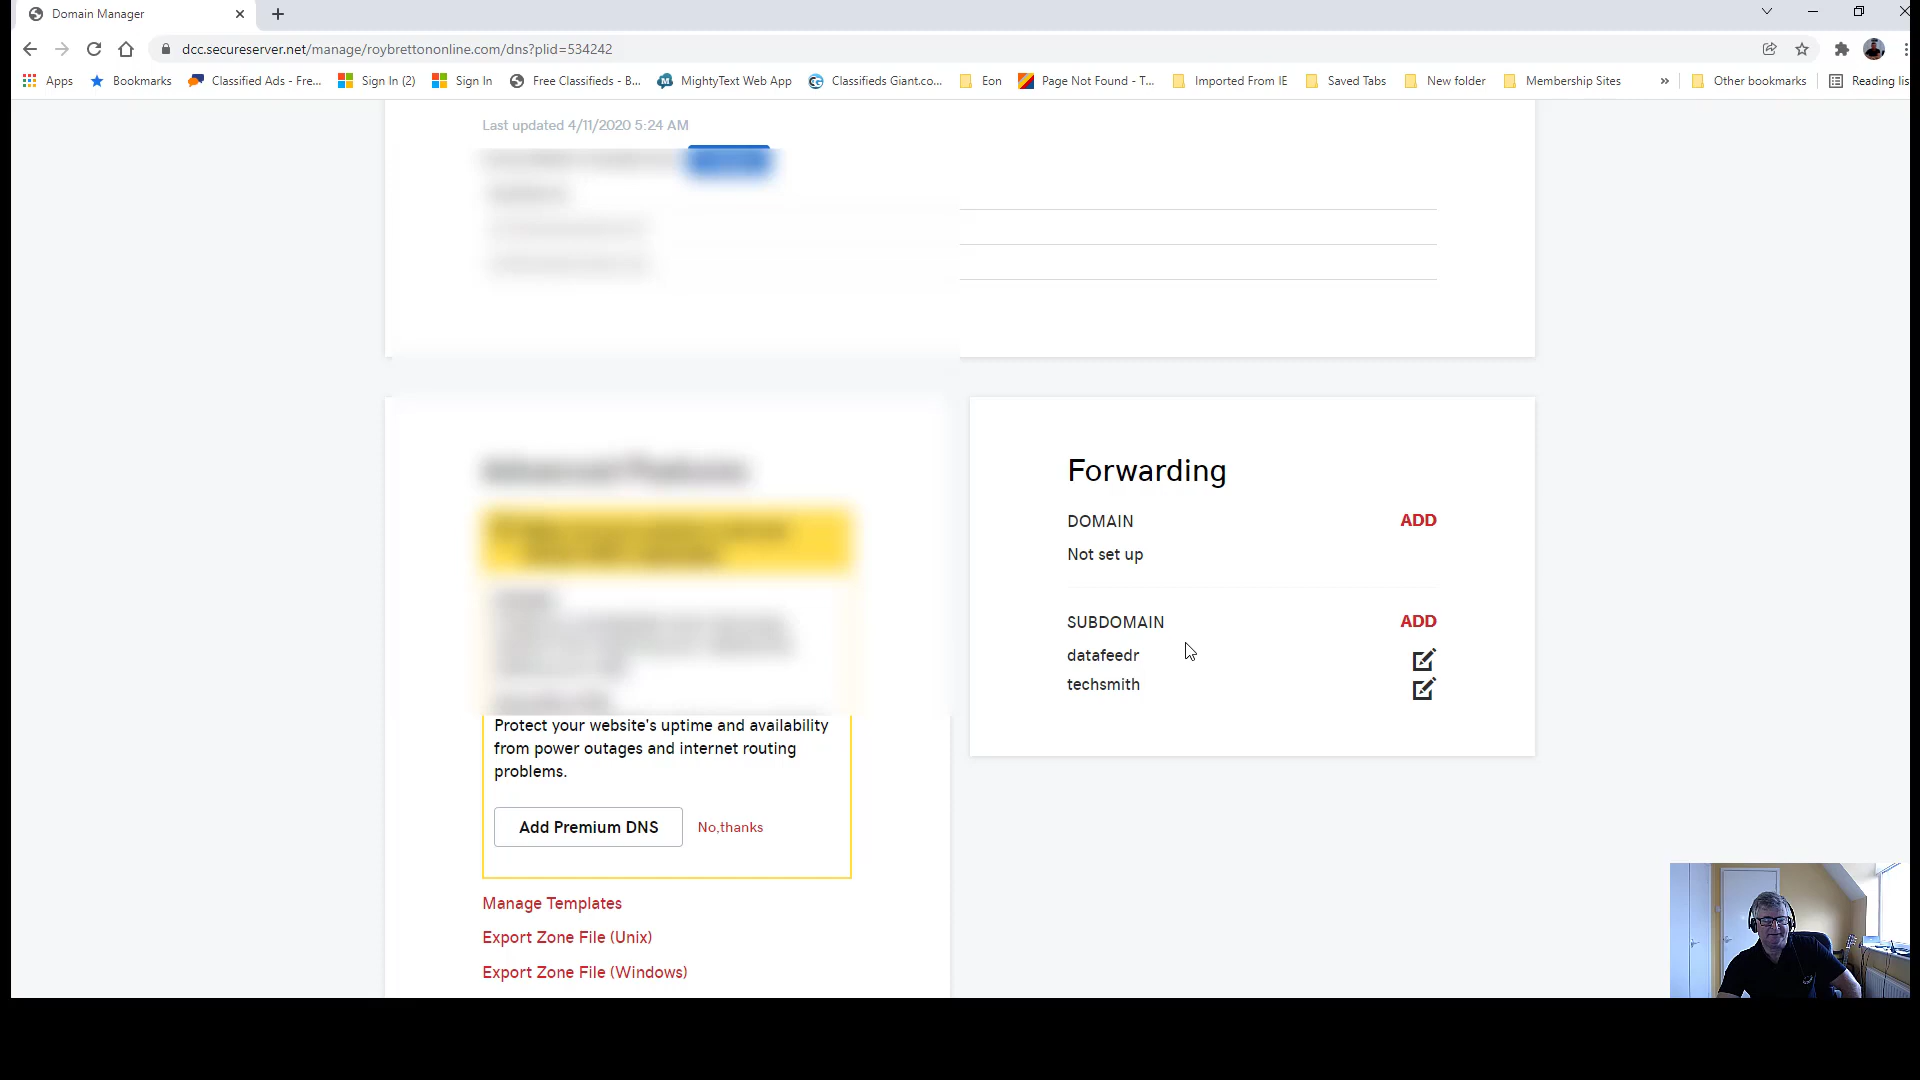 Domain Manager
dcc.secureserver.net/manage/roybrettononline.com/dns?plid=534242
Apps
Bookmarks
Classified Ads - Fre...
Sign In (2)
Sign In
Free Classifieds - B...
MightyText Web App
Classifieds Giant.co...
Eon
Page Not Found - T...
Imported From IE
Saved Tabs
New folder
Membership Sites
»
Other bookmarks
Reading lis
Last updated 4/11/2020 5:24 AM
Protect your website's uptime and availability
from power outages and internet routing
problems.
Add Premium DNS
No,thanks
Manage Templates
Export Zone File (Unix)
Export Zone File (Windows)
Forwarding
DOMAIN
ADD
Not set up
SUBDOMAIN
ADD
datafeedr
techsmith